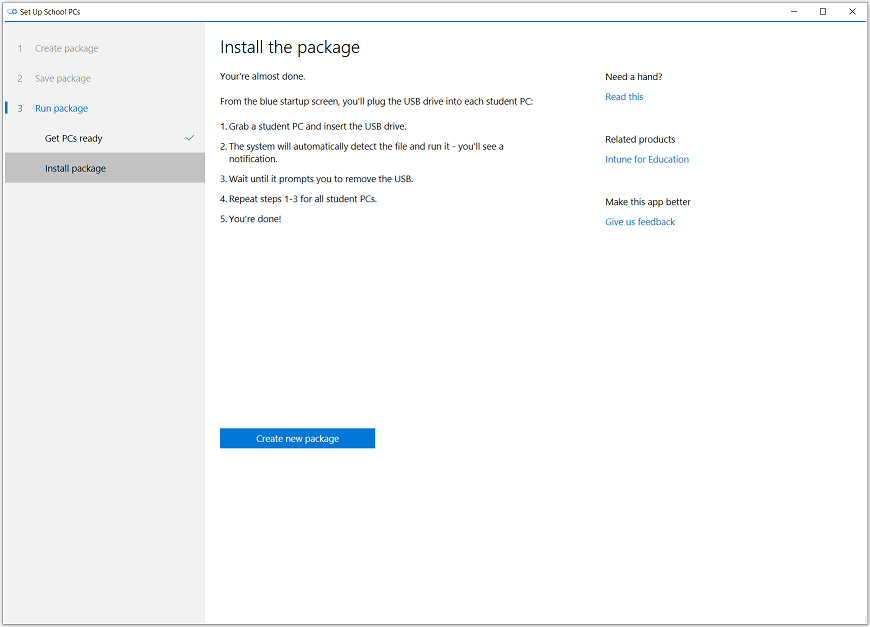 Set Up School PCs
1 Create package
2 Save package
3 Run package
Get PCs ready
Install package
Install the package
Your're almost done.
From the blue startup screen, you'll plug the USB drive into each student PC:
1. Grab a student PC and insert the USB drive.
2. The system will automatically detect the file and run it - you'll see a
notification.
3. Wait until it prompts you to remove the USB.
4. Repeat steps 1-3 for all student PCs.
5. You're done!
Create new package
Need a hand?
Read this
Related products
Intune for Education
Make this app better
Give us feedback